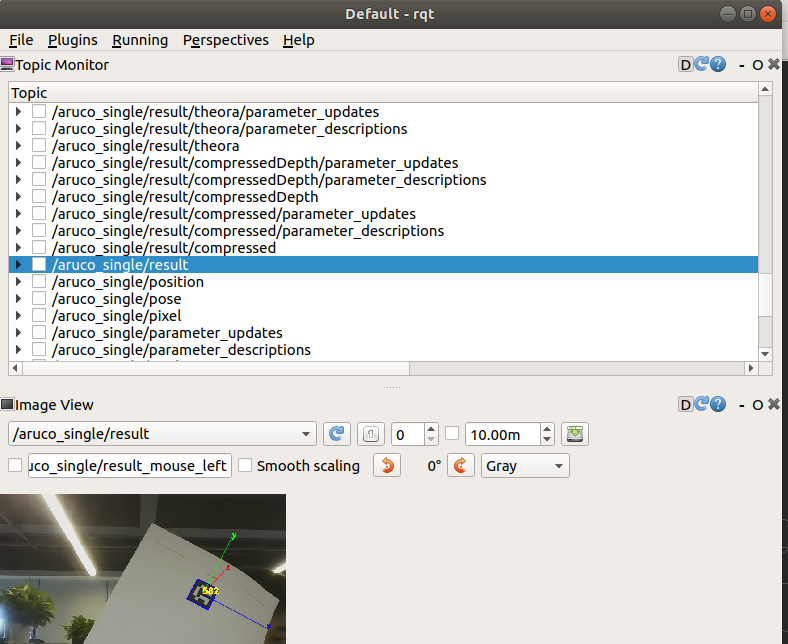 Default - rqt
File Plugins Running Perspectives Help
Topic Monitor
D
- O
Topic
/aruco_single/result/theora/parameter_updates
/aruco_single/result/theora/parameter_descriptions
/aruco_single/result/theora
/aruco_single/result/compressedDepth/parameter_updates
/aruco_single/result/compressedDepth/parameter_descriptions
/aruco_single/result/compressedDepth
/aruco_single/result/compressed/parameter_updates
/aruco_single/result/compressed/parameter_descriptions
/aruco_single/result/compressed
/aruco_single/result
/aruco_single/position
/aruco_single/pose
/aruco_single/pixel
/aruco_single/parameter_updates
/aruco_single/parameter_descriptions
Image View
D
- O
/aruco_single/result
1
0
10.00m
uco_single/result_mouse_left
Smooth scaling
0°
Gray
y
z
582
x